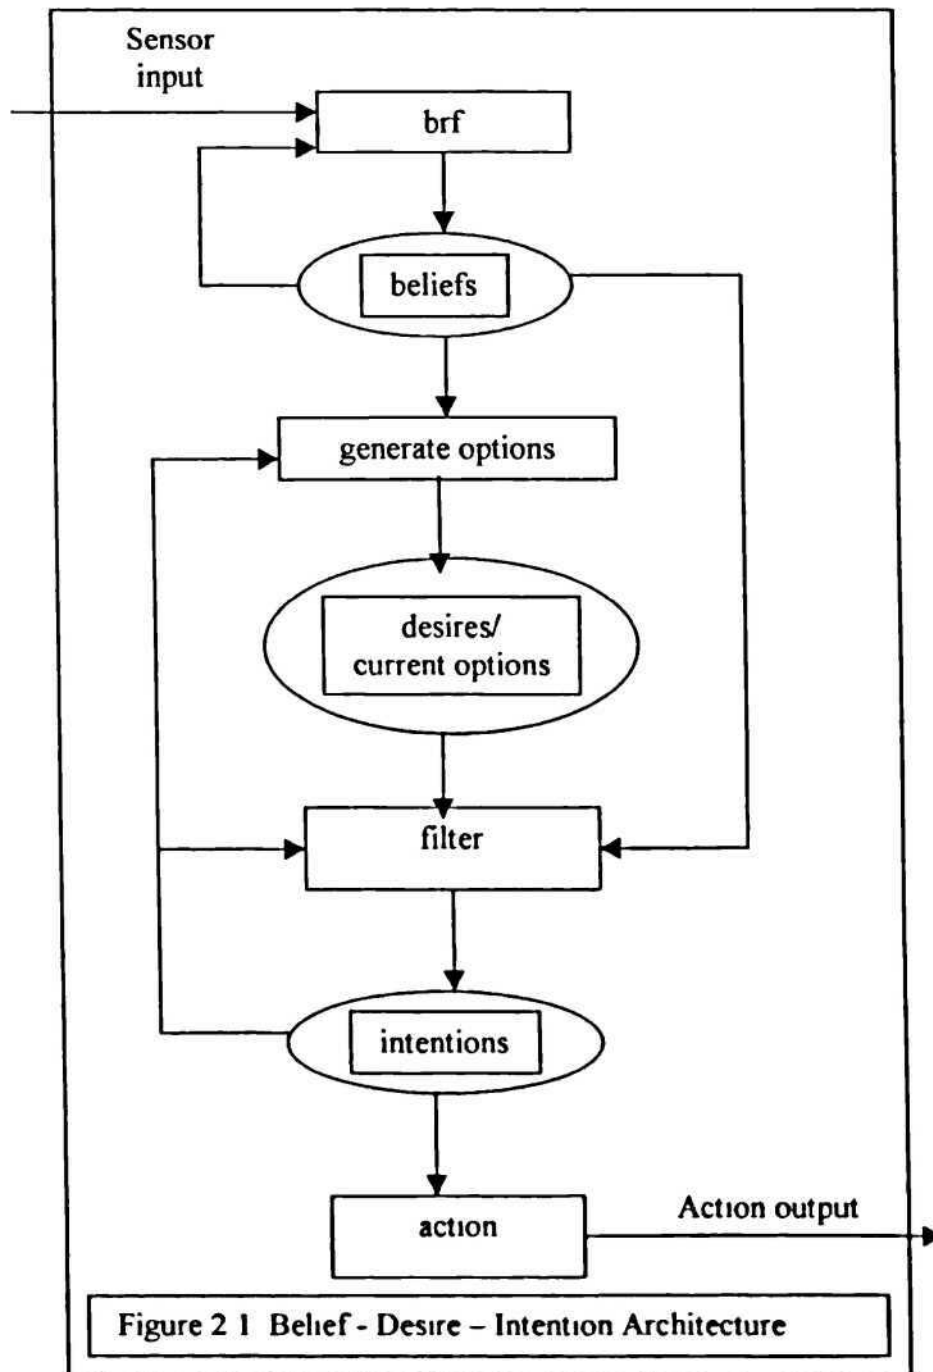 Sensor
input
brf
beliefs
generate options
desires/
current options
filter
intentions
action
Action output
Figure 2 1 Belief - Desire – Intention Architecture